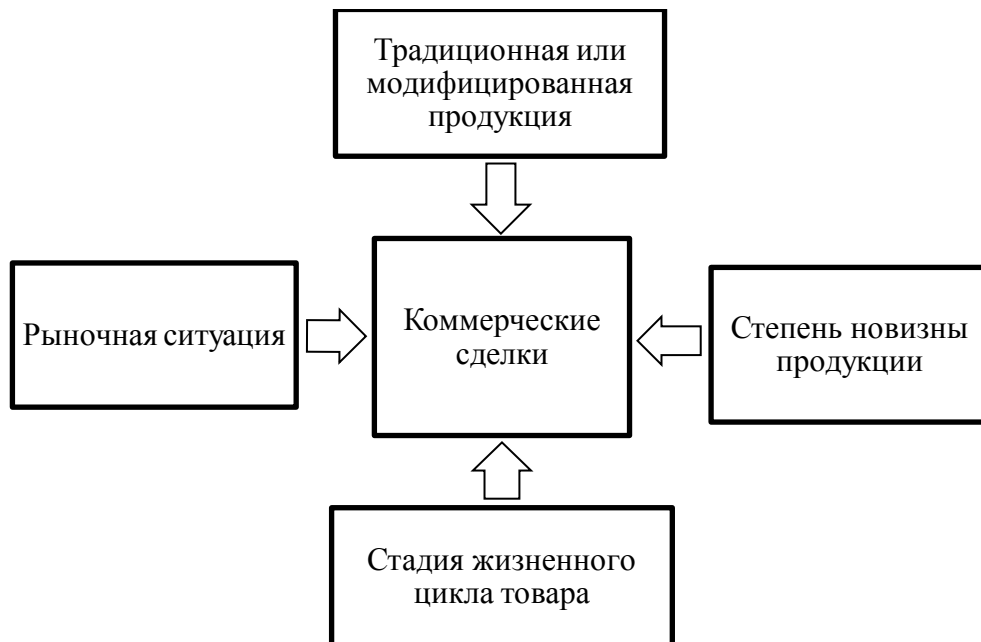 Традиционная или
модифицированная
продукция
Рыночная ситуация
Коммерческие
сделки
Степень новизны
продукции
Стадия жизненного
цикла товара